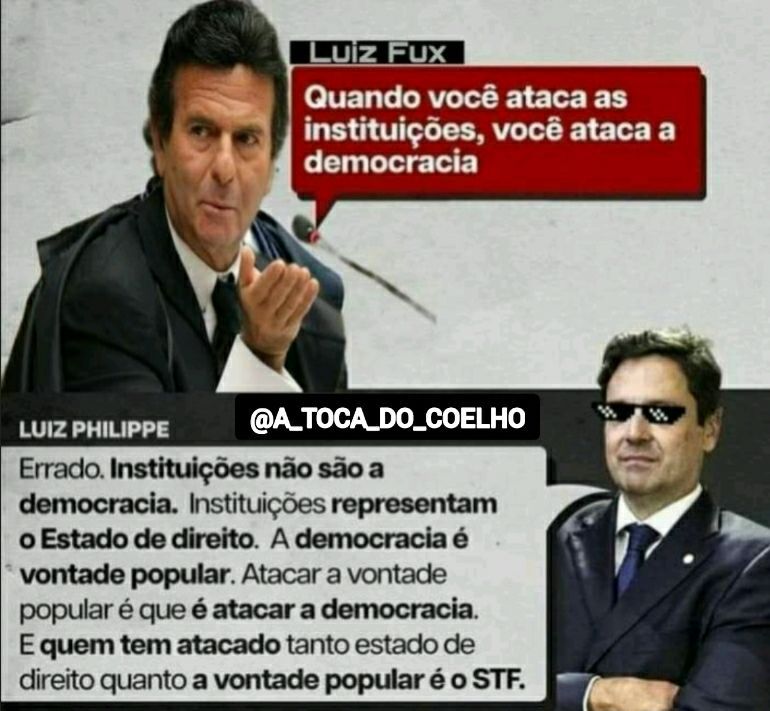 Luiz Fux
Quando você ataca as
instituições, você ataca a
democracia
LUIZ PHILIPPE
@A_TOCA_DO_COELHO
Errado. Instituições não são a
democracia. Instituições representam
o Estado de direito. A democracia é
vontade popular. Atacar a vontade
popular é que é atacar a democracia.
E quem tem atacado tanto estado de
direito quanto a vontade popular é o STF.